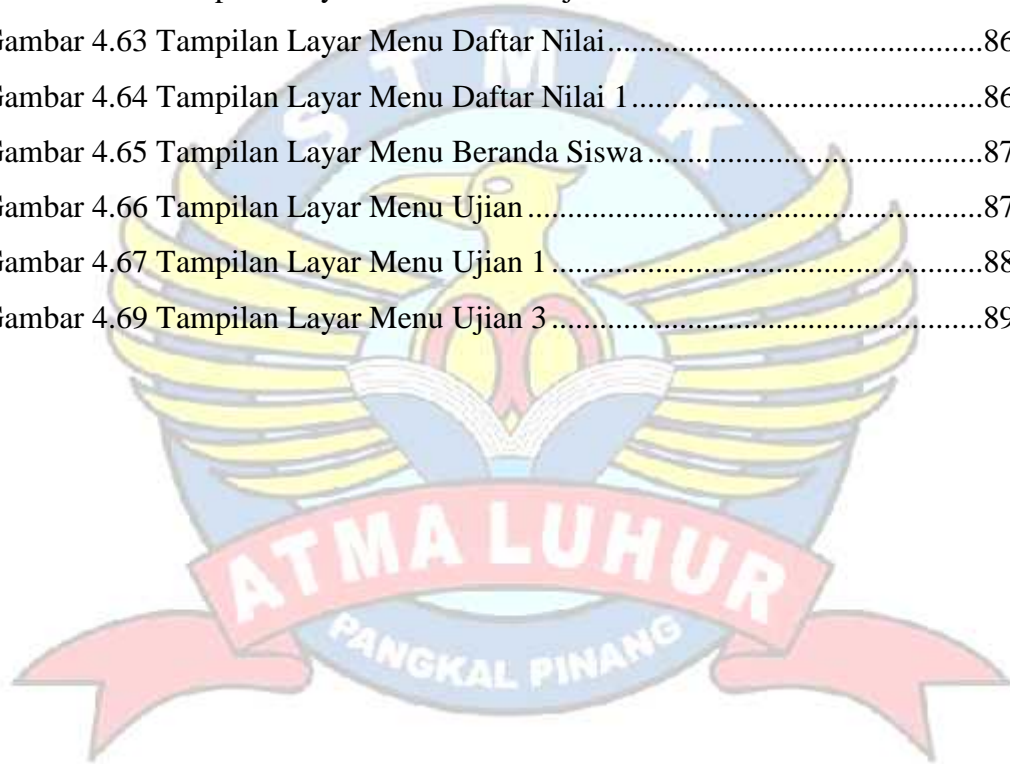 Gambar 4.63 Tampilan Layar Menu Daftar Nilai...............................................86
Gambar 4.64 Tampilan Layar Menu Daftar Nilai 1............................................86
Gambar 4.65 Tampilan Layar Menu Beranda Siswa..........................................87
Gambar 4.66 Tampilan Layar Menu Ujian.........................................................87
Gambar 4.67 Tampilan Layar Menu Ujian 1......................................................88
Gambar 4.69 Tampilan Layar Menu Ujian 3......................................................89
STMIK
ATMA LUHUR
PANGKAL PINANG